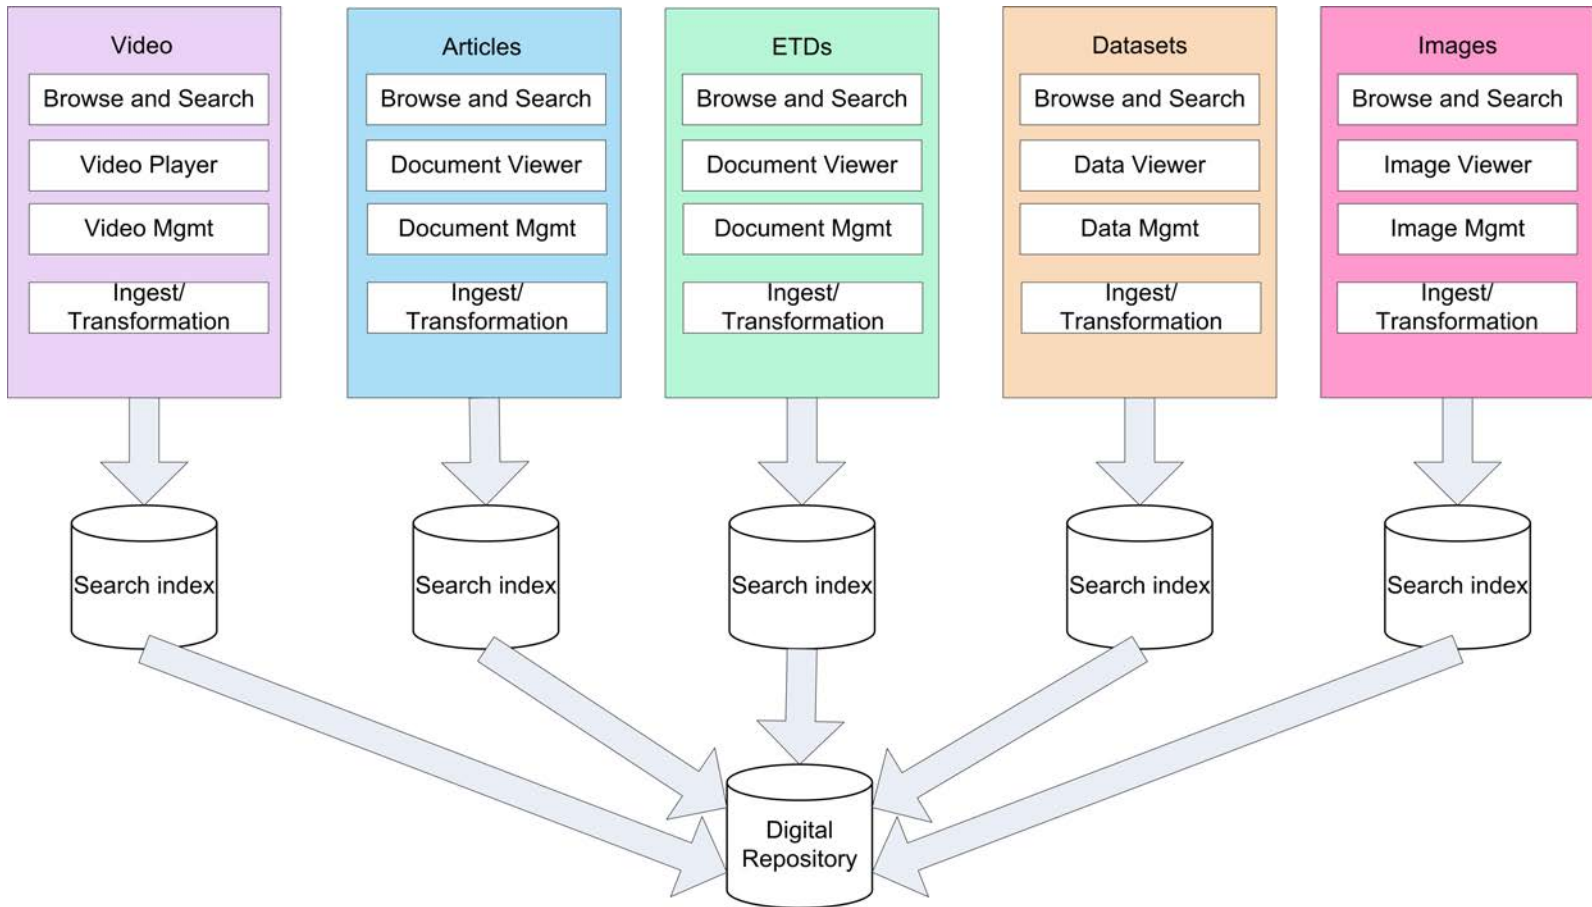 Video
Browse and Search
Video Player
Video Mgmt
Ingest/
Transformation
Articles
Browse and Search
Document Viewer
Document Mgmt
Ingest/
Transformation
ETDs
Browse and Search
Document Viewer
Document Mgmt
Ingest/
Transformation
Datasets
Browse and Search
Data Viewer
Data Mgmt
Ingest/
Transformation
Images
Browse and Search
Image Viewer
Image Mgmt
Ingest/
Transformation
Search index
Search index
Search index
Search index
Search index
Digital
Repository